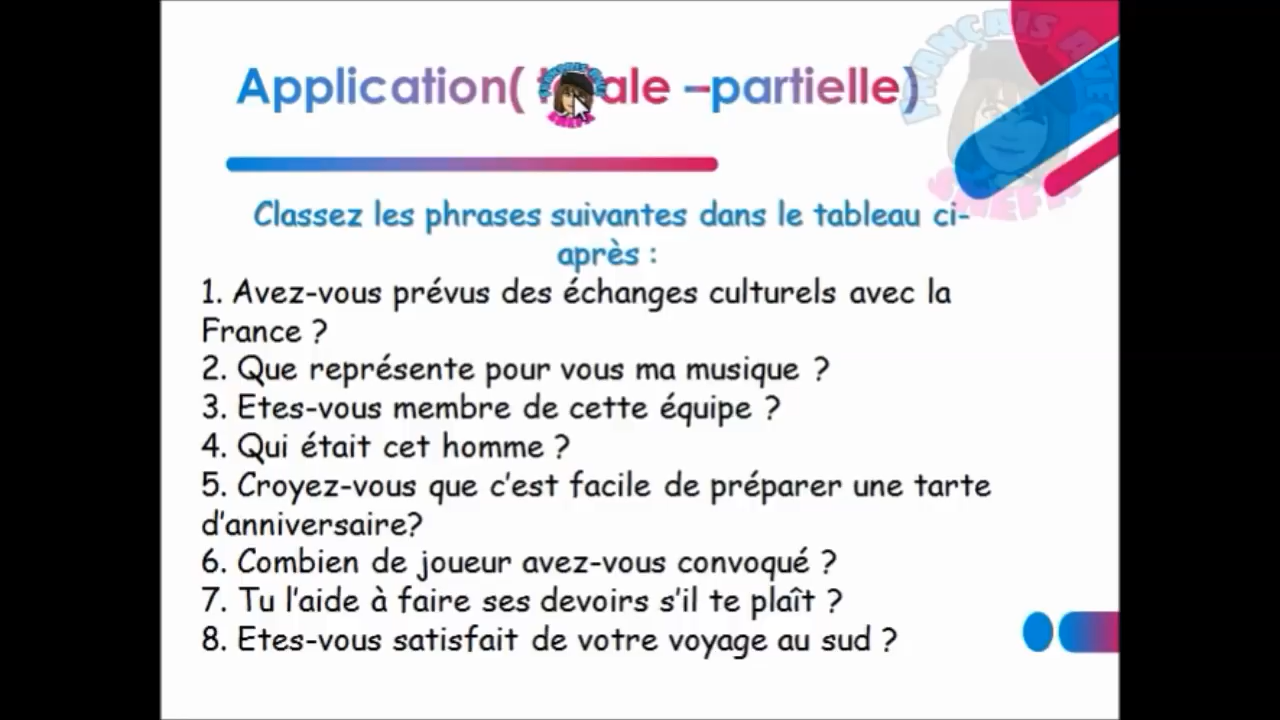 Application( ale –partielle)
FRANÇAIS AVEC
Classez les phrases suivantes dans le tableau ci-
après :
1. Avez-vous prévus des échanges culturels avec la
France ?
2. Que représente pour vous ma musique ?
3. Etes-vous membre de cette équipe ?
4. Qui était cet homme ?
5. Croyez-vous que c'est facile de préparer une tarte
d'anniversaire?
6. Combien de joueur avez-vous convoqué ?
7. Tu l'aide à faire ses devoirs s'il te plaît ?
8. Etes-vous satisfait de votre voyage au sud ?